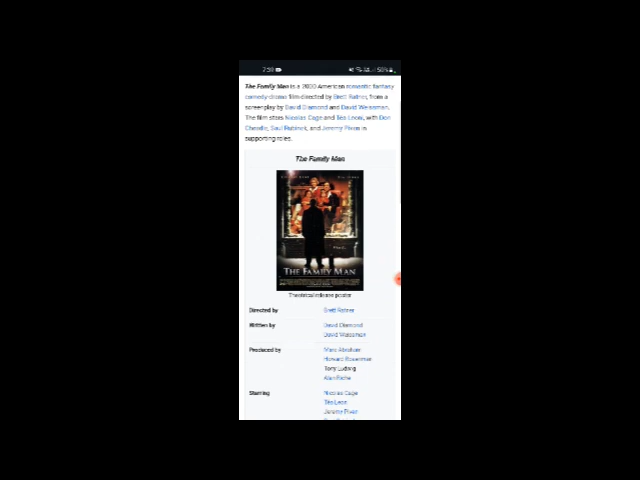 7:59
50%
The Family Man is a 2000 American romantic fantasy
comedy-drama film directed by Brett Ratner, from a
screenplay by David Diamond and David Weissman.
The film stars Nicolas Cage and Téa Leoni, with Don
Cheadle, Saul Rubinek, and Jeremy Piven in
supporting roles.
The Family Man
THE FAMILY MAN
Theatrical release poster
Directed by Brett Ratner
Written by David Diamond
David Weissman
Produced by Marc Abraham
Howard Rosenman
Tony Ludwig
Alan Riche
Starring Nicolas Cage
Téa Leoni
Jeremy Piven